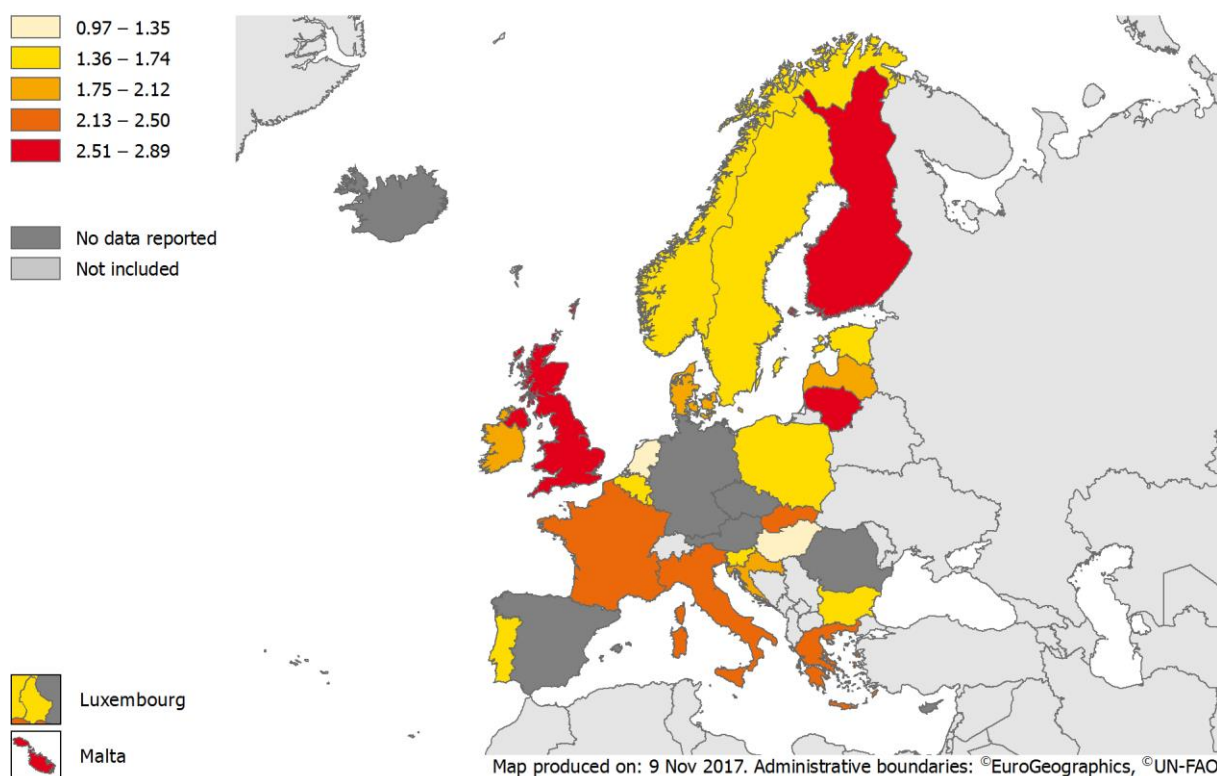 0.97 – 1.35
1.36 – 1.74
1.75 – 2.12
2.13 – 2.50
2.51 – 2.89
No data reported
Not included
Luxembourg
Malta
Map produced on: 9 Nov 2017. Administrative boundaries: ©EuroGeographics, ©UN-FAO